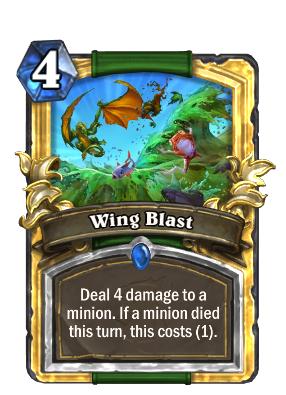 4
Wing Blast
Deal 4 damage to a
minion. If a minion died
this turn, this costs (1).